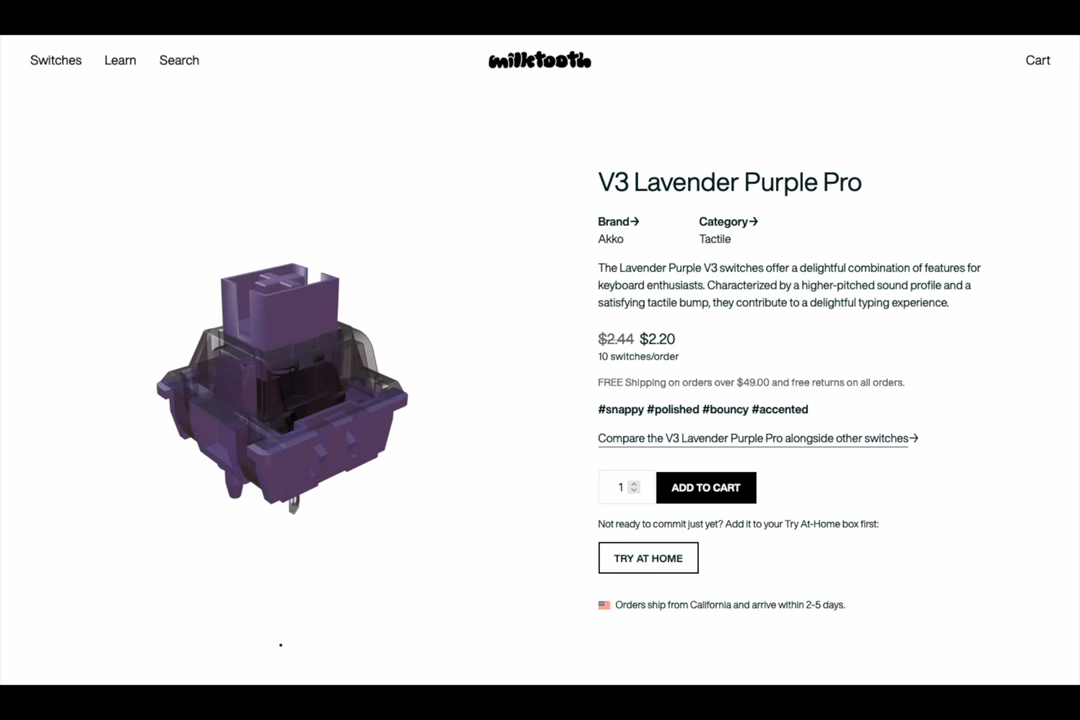 Switches
Learn
Search
milktooth
Cart
V3 Lavender Purple Pro
Brand→
Category→
Akko
Tactile
The Lavender Purple V3 switches offer a delightful combination of features for
keyboard enthusiasts. Characterized by a higher-pitched sound profile and a
satisfying tactile bump, they contribute to a delightful typing experience.
$2.44 $2.20
10 switches/order
FREE Shipping on orders over $49.00 and free returns on all orders.
#snappy #polished #bouncy #accented
Compare the V3 Lavender Purple Pro alongside other switches→
1
ADD TO CART
Not ready to commit just yet? Add it to your Try At-Home box first:
TRY AT HOME
Orders ship from California and arrive within 2-5 days.